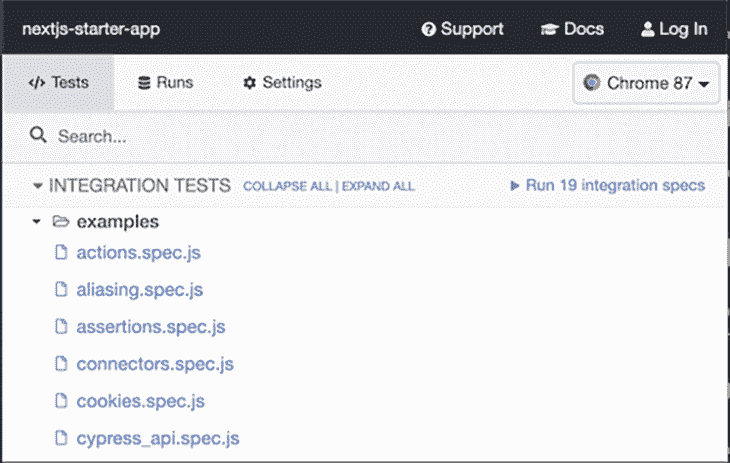 nextjs-starter-app Support Docs Log In
</> Tests Runs Settings Chrome 87
Search...
INTEGRATION TESTS COLLAPSE ALL | EXPAND ALL Run 19 integration specs
examples
actions.spec.js
aliasing.spec.js
assertions.spec.js
connectors.spec.js
cookies.spec.js
cypress_api.spec.js